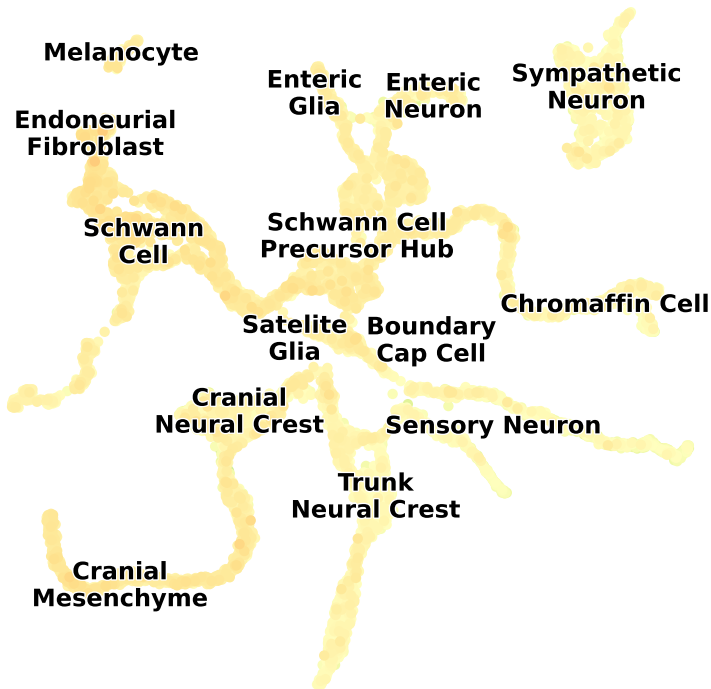 Melanocyte
Enteric
Glia
Enteric
Neuron
Sympathetic
Neuron
Endoneurial
Fibroblast
Schwann
Cell
Schwann Cell
Precursor Hub
Chromaffin Cell
Satelite
Glia
Boundary
Cap Cell
Cranial
Neural Crest
Sensory Neuron
Trunk
Neural Crest
Cranial
Mesenchyme